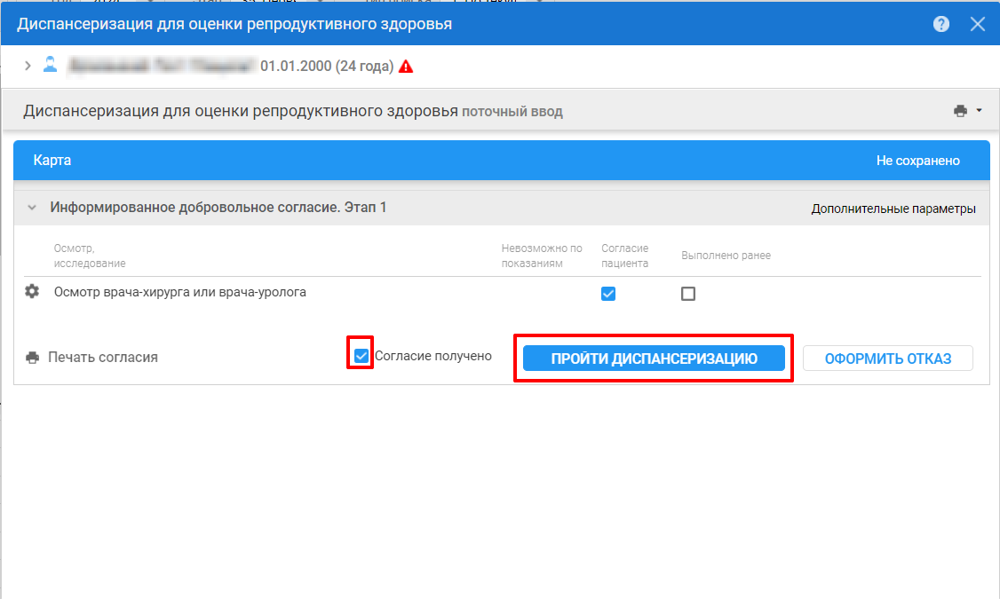 Диспансеризация для оценки репродуктивного здоровья
01.01.2000 (24 года)
Диспансеризация для оценки репродуктивного здоровья поточный ввод
Карта
Не сохранено
Информированное добровольное согласие. Этап 1
Дополнительные параметры
Осмотр,
исследование
Невозможно по
показаниям
Согласие
пациента
Выполнено ранее
Осмотр врача-хирурга или врача-уролога
Печать согласия
Согласие получено
ПРОЙТИ ДИСПАНСЕРИЗАЦИЮ
ОФОРМИТЬ ОТКАЗ